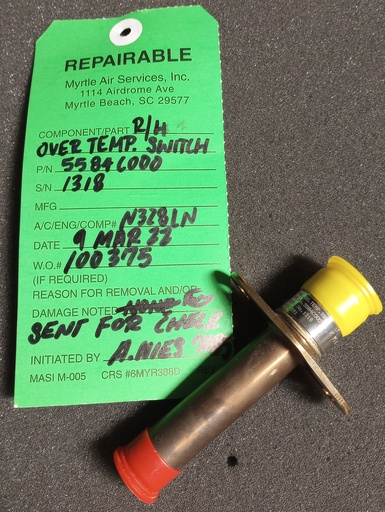 REPAIRABLE
Myrtle Air Services, Inc.
1114 Airdrome Ave
Myrtle Beach, SC 29577
COMPONENT/PART R/H
OVER TEMP. SWITCH
P/N 55846000
S/N 1318
MFG
A/C/ENG/COMP# N328LN
DATE 9 MAR 22
W.O.# 100375
(IF REQUIRED)
REASON FOR REMOVAL AND/OR
DAMAGE NOTED
SENT FOR CHECK
INITIATED BY A.NIES
MASI M-005 CRS #6MYR388D